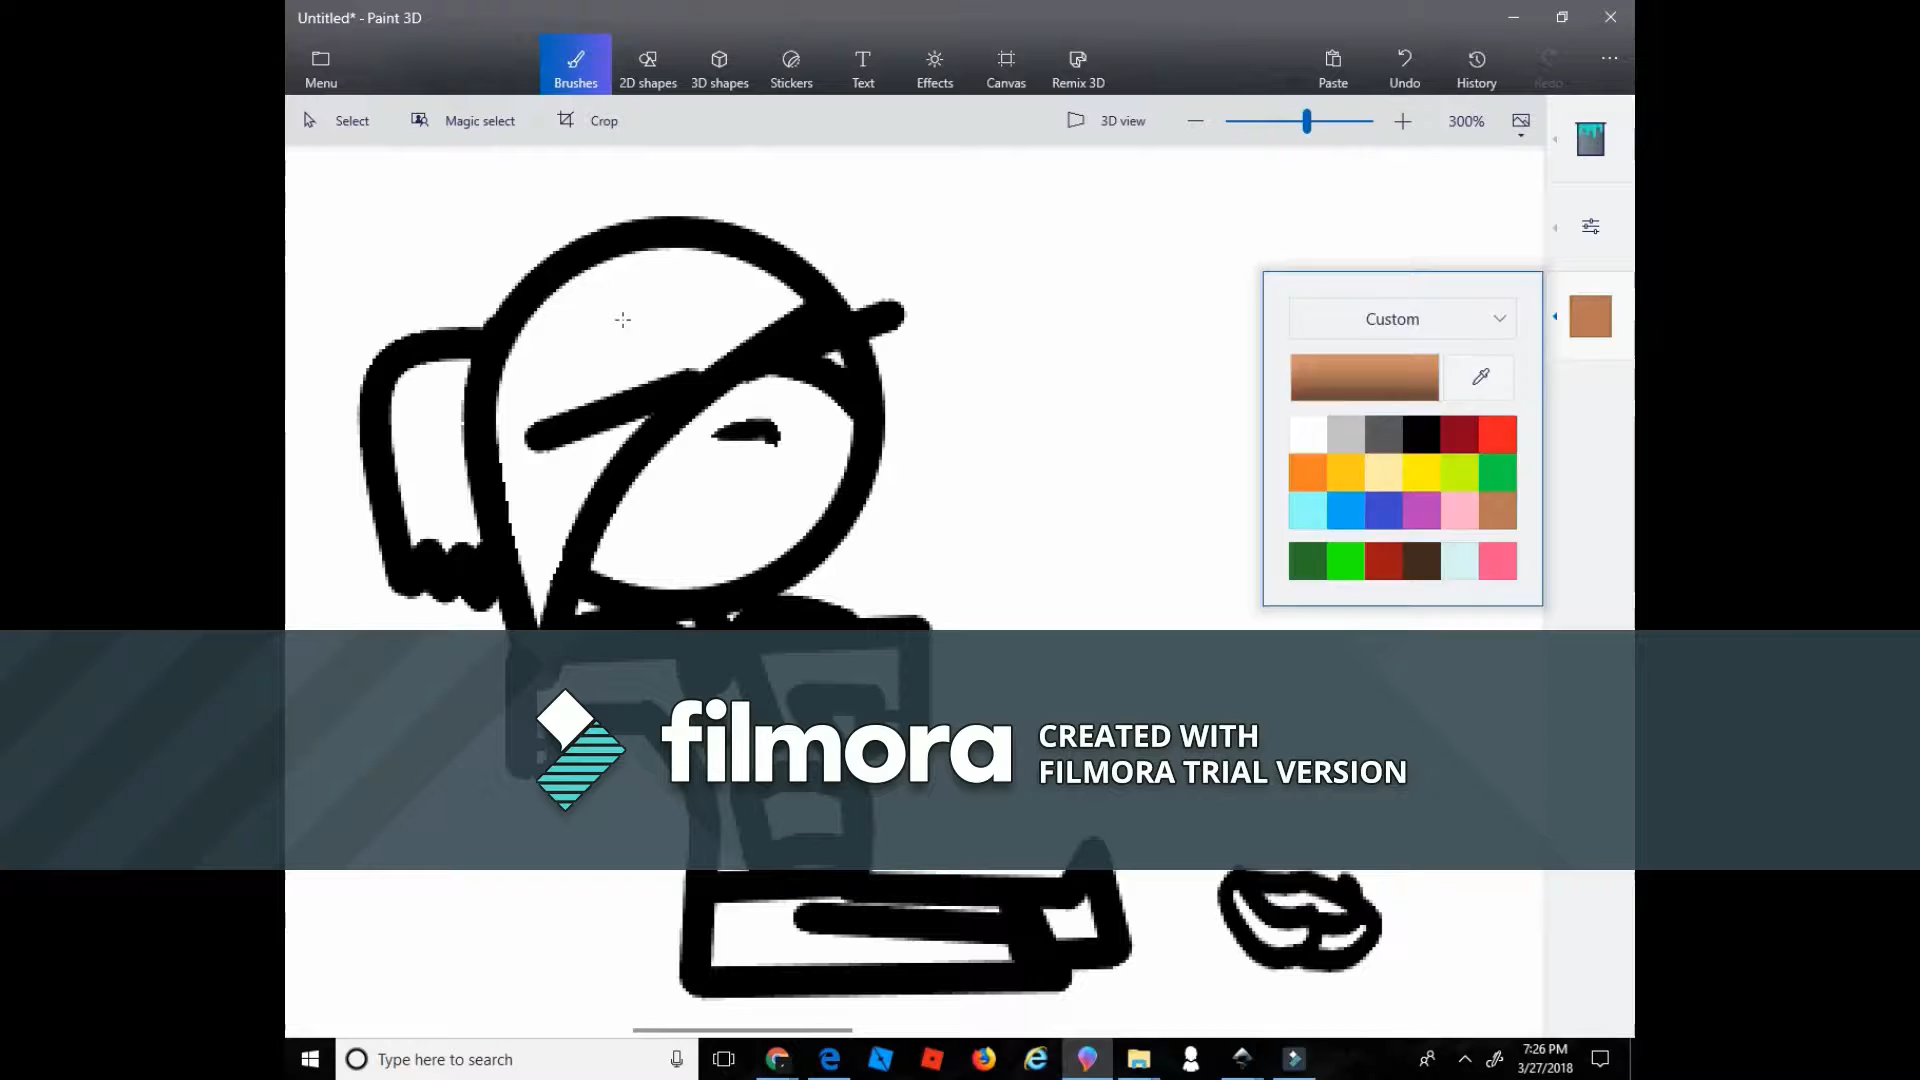 Untitled* - Paint 3D
Menu
Brushes
2D shapes
3D shapes
Stickers
Text
Effects
Canvas
Remix 3D
Paste
Undo
History
Redo
Select
Magic select
Crop
3D view
300%
Custom
filmora
CREATED WITH
FILMORA TRIAL VERSION
Type here to search
7:26 PM
3/27/2018